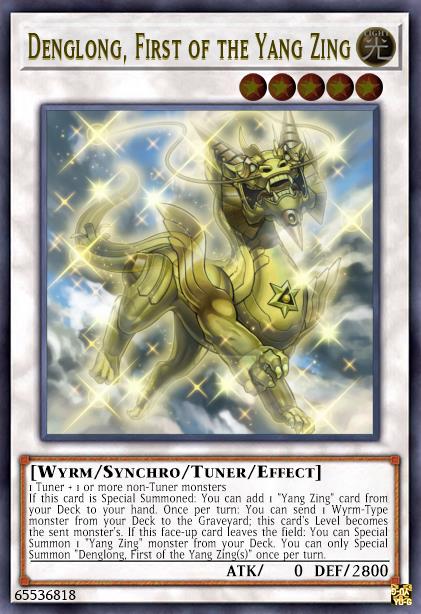 Denglong, First of the Yang Zing
LIGHT
光
[Wyrm/Synchro/Tuner/Effect]
1 Tuner + 1 or more non-Tuner monsters
If this card is Special Summoned: You can add 1 "Yang Zing" card from
your Deck to your hand. Once per turn: You can send 1 Wyrm-Type
monster from your Deck to the Graveyard; this card's Level becomes
the sent monster's. If this face-up card leaves the field: You can Special
Summon 1 "Yang Zing" monster from your Deck. You can only Special
Summon "Denglong, First of the Yang Zing(s)" once per turn.
ATK/ 0 DEF/2800
65536818